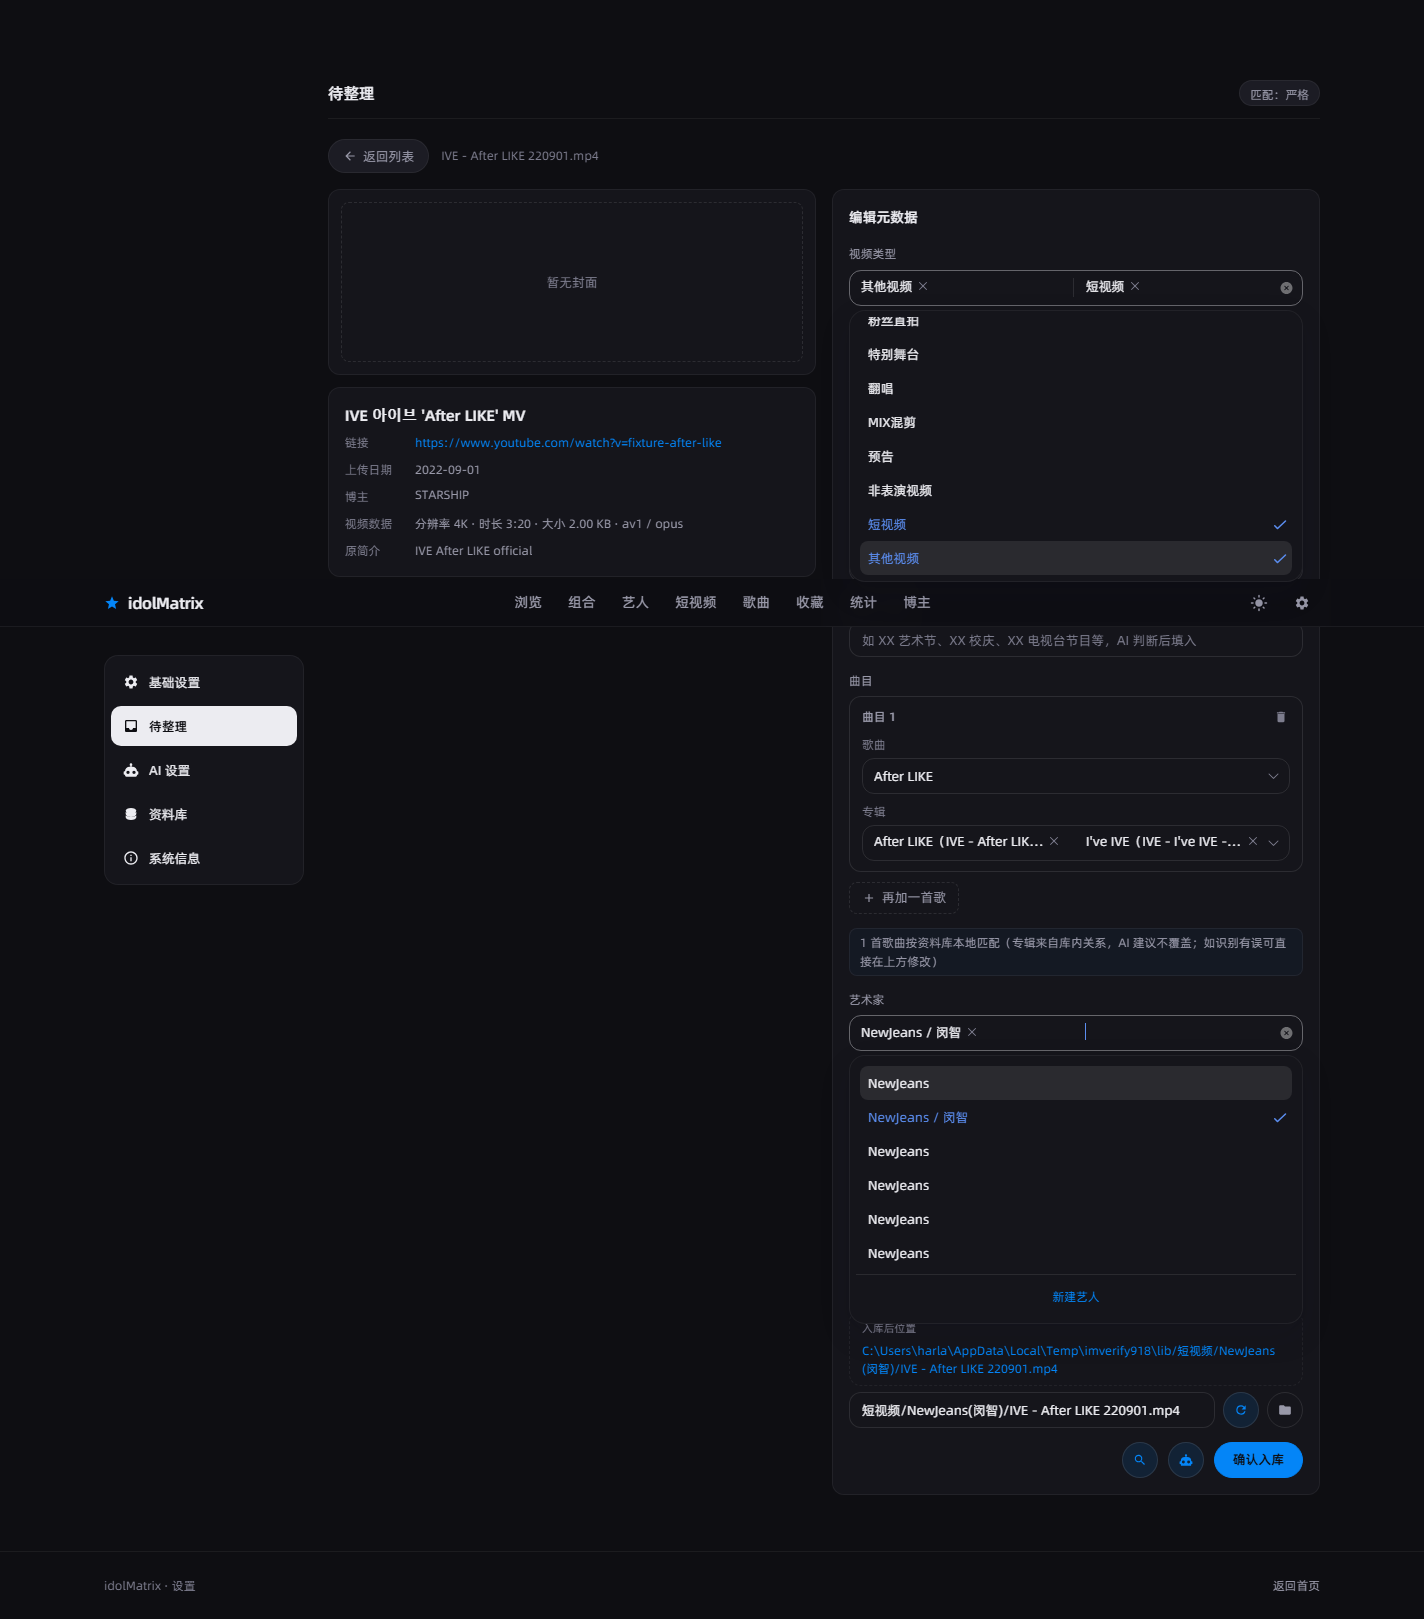 待整理
匹配：严格
返回列表
IVE - After LIKE 220901.mp4
暂无封面
IVE 아이브 'After LIKE' MV
链接
https://www.youtube.com/watch?v=fixture-after-like
上传日期
2022-09-01
博主
STARSHIP
视频数据
分辨率 4K · 时长 3:20 · 大小 2.00 KB · av1 / opus
原简介
IVE After LIKE official
编辑元数据
视频类型
其他视频
短视频
粉丝直拍
特别舞台
翻唱
MIX混剪
预告
非表演视频
短视频
其他视频
idolMatrix
浏览
组合
艺人
短视频
歌曲
收藏
统计
博主
基础设置
待整理
AI 设置
资料库
系统信息
如 XX 艺术节、XX 校庆、XX 电视台节目等，AI 判断后填入
曲目
曲目 1
歌曲
After LIKE
专辑
After LIKE（IVE - After LIK...
I've IVE（IVE - I've IVE -...
再加一首歌
1 首歌曲按资料库本地匹配（专辑来自库内关系，AI 建议不覆盖；如识别有误可直
接在上方修改）
艺术家
NewJeans / 闵智
NewJeans
NewJeans / 闵智
NewJeans
NewJeans
NewJeans
NewJeans
新建艺人
入库后位置
C:\Users\harla\AppData\Local\Temp\imverify918\lib/短视频/NewJeans
(闵智)/IVE - After LIKE 220901.mp4
短视频/NewJeans(闵智)/IVE - After LIKE 220901.mp4
确认入库
idolMatrix · 设置
返回首页